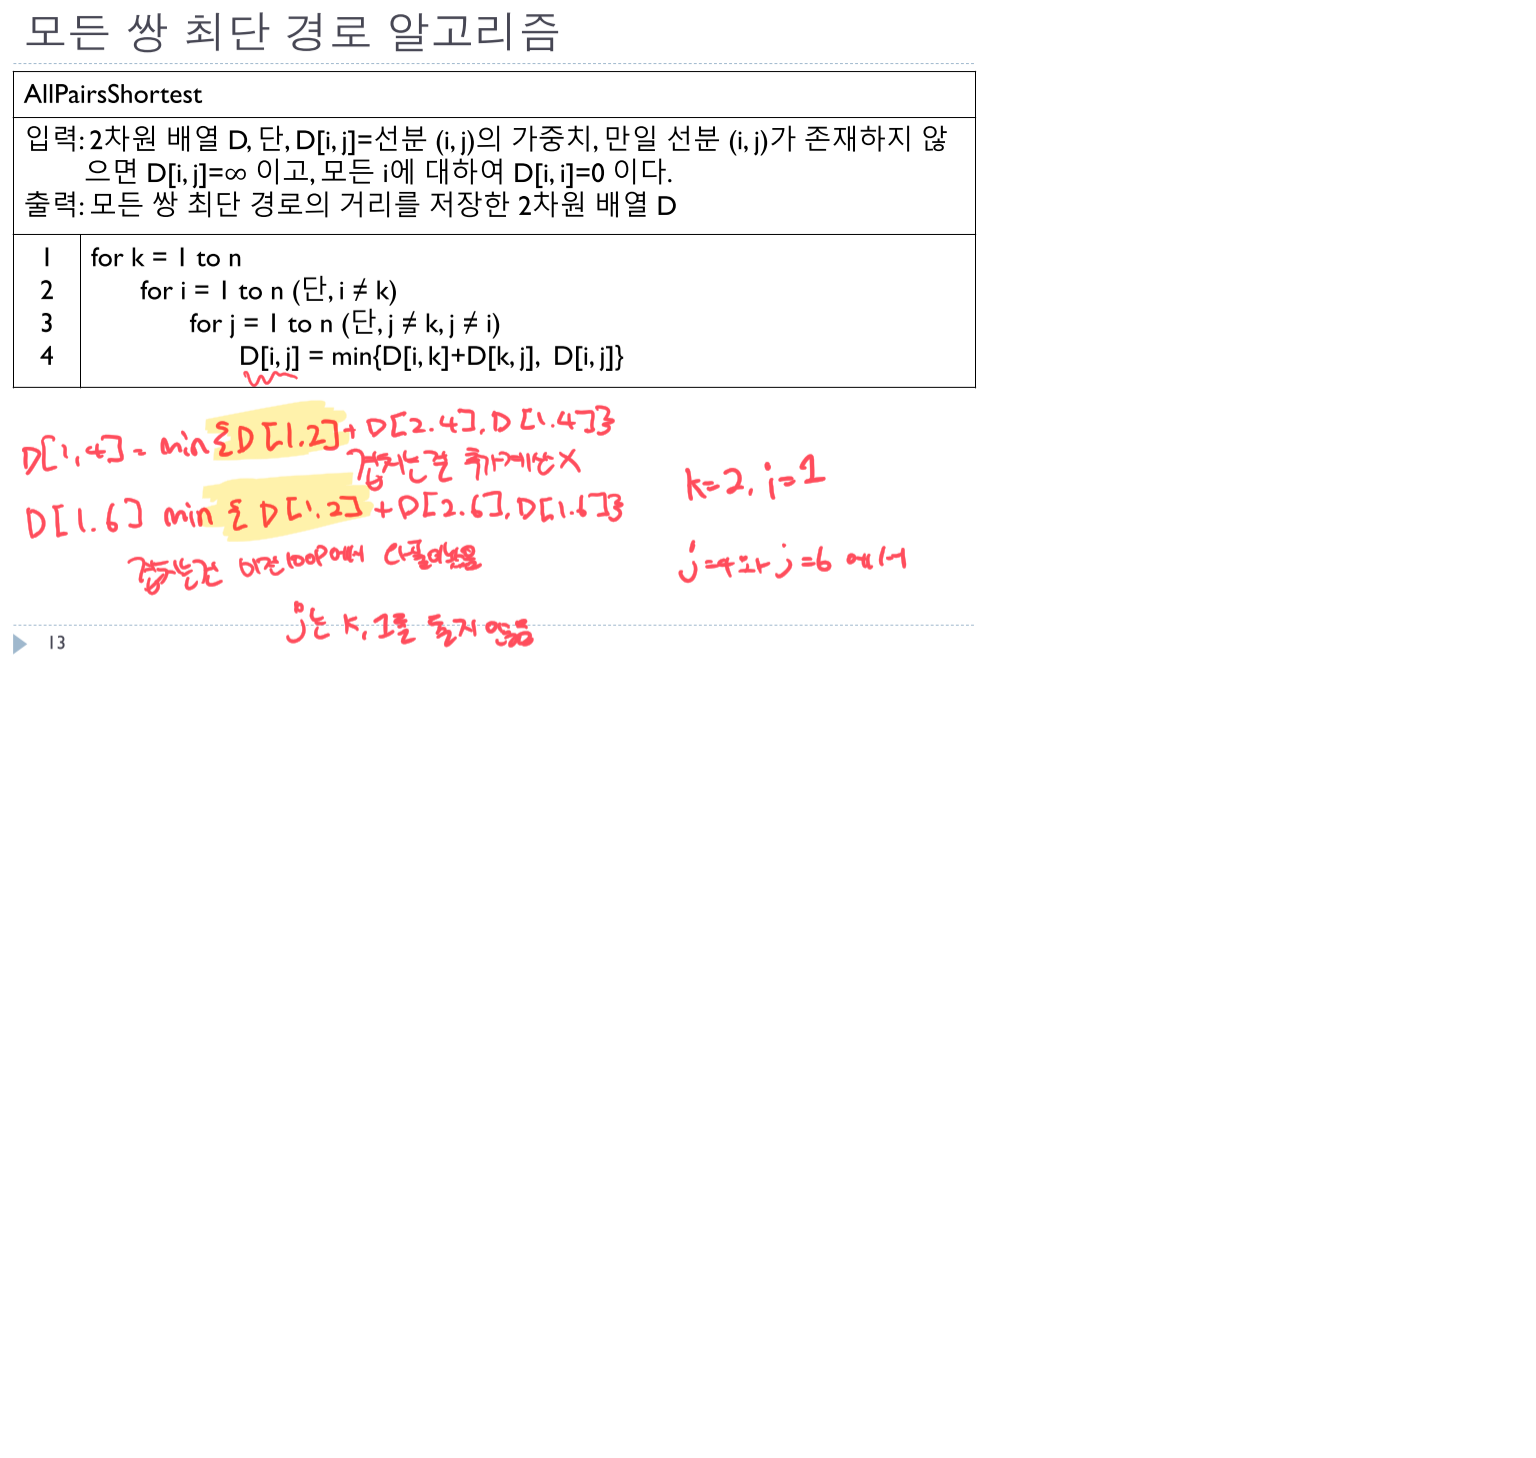 모든 쌍 최단 경로 알고리즘
AllPairsShortest
입력: 2차원 배열 D, 단, D[i, j]=선분 (i, j)의 가중치, 만일 선분 (i, j)가 존재하지 않
으면 D[i, j]=∞ 이고, 모든 i에 대하여 D[i, i]=0 이다.
출력: 모든 쌍 최단 경로의 거리를 저장한 2차원 배열 D
1 for k = 1 to n
2 for i = 1 to n (단, i ≠ k)
3 for j = 1 to n (단, j ≠ k, j ≠ i)
4 D[i, j] = min{D[i, k]+D[k, j], D[i, j]}
D[1,4] = min{D[1.2]+ D[2.4], D[1.4]}
겹치는걸 추가계산X
k=2, i=1
D[1.6] min { D[1.2] +D[2.6], D[1.6]}
겹치는건 이전loop에서
j=4와 j=6 에서
j는 k, 1를 돌지 않음
13